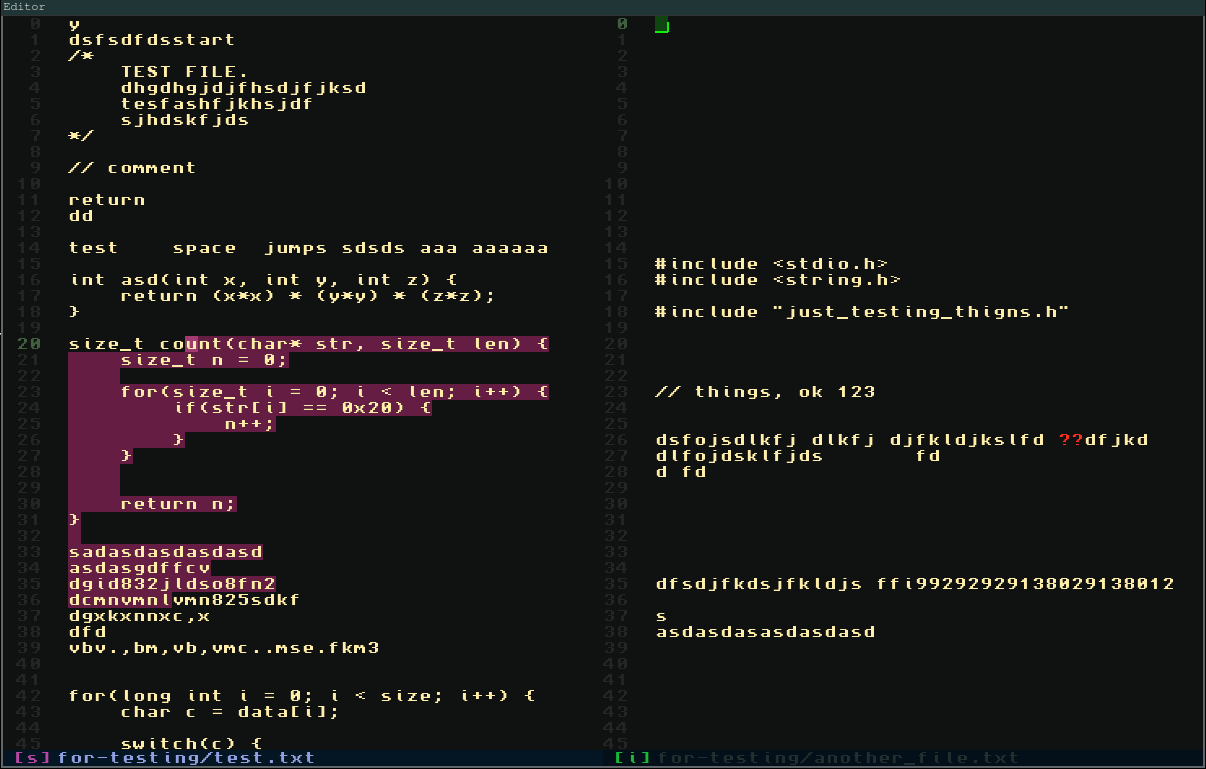 Editor
0 y
1 dsfsdfdsstart
2 /*
3 TEST FILE.
4 dhgdhgjdjfhsdjfjksd
5 tesfashfjkhsjdf
6 sjhdskfjds
7 */
8
9 // comment
10
11 return
12 dd
13
14 test space jumps sdsds aaa aaaaaa
15
16 int asd(int x, int y, int z) {
17 return (x*x) * (y*y) * (z*z);
18 }
19
20 size_t count(char* str, size_t len) {
21 size_t n = 0;
22
23 for(size_t i = 0; i < len; i++) {
24 if(str[i] == 0x20) {
25 n++;
26 }
27 }
28
29
30 return n;
31 }
32
33 sadasdasdasdasd
34 asdasgdffcv
35 dgid832jldso8fn2
36 dcmnvmnlvmn825sdkf
37 dgxkxnnxc,x
38 dfd
39 vbv.,bm,vb,vmc..mse.fkm3
40
41
42 for(long int i = 0; i < size; i++) {
43 char c = data[i];
44
45 switch(c) {
[s] for-testing/test.txt
0
1
2
3
4
5
6
7
8
9
10
11
12
13
14
15 #include <stdio.h>
16 #include <string.h>
17
18 #include "just_testing_thigns.h"
19
20
21
22
23 // things, ok 123
24
25
26 dsfojsdlkfj dlkfj djfkldjkslfd ??dfjkd
27 dlfojdsklfjds fd
28 d fd
29
30
31
32
33
34
35 dfsdjfkdsjfkldjs ffi992929291138029138012
36
37 s
38 asdasdasasdasdasd
39
40
41
42
43
44
45
[i] for-testing/another_file.txt